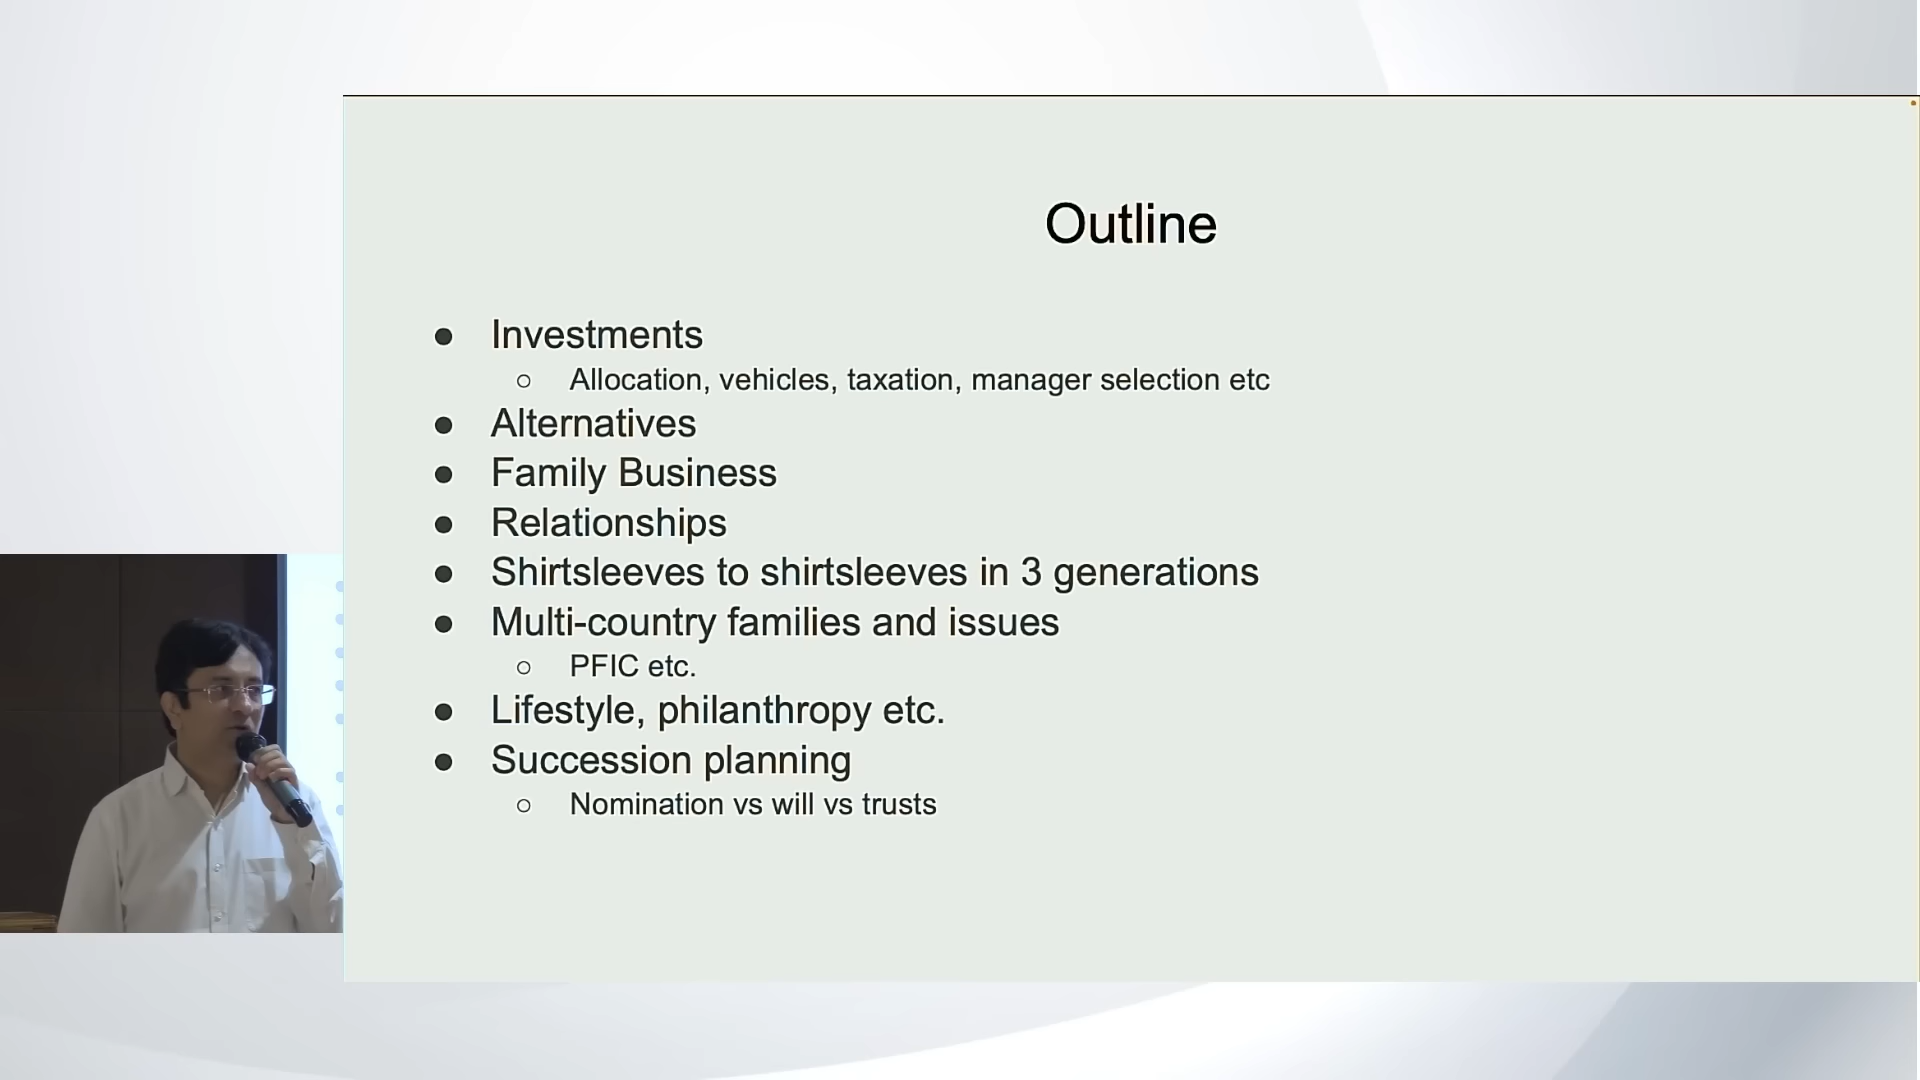 Outline
● Investments
○ Allocation, vehicles, taxation, manager selection etc
● Alternatives
● Family Business
● Relationships
● Shirtsleeves to shirtsleeves in 3 generations
● Multi-country families and issues
○ PFIC etc.
● Lifestyle, philanthropy etc.
● Succession planning
○ Nomination vs will vs trusts